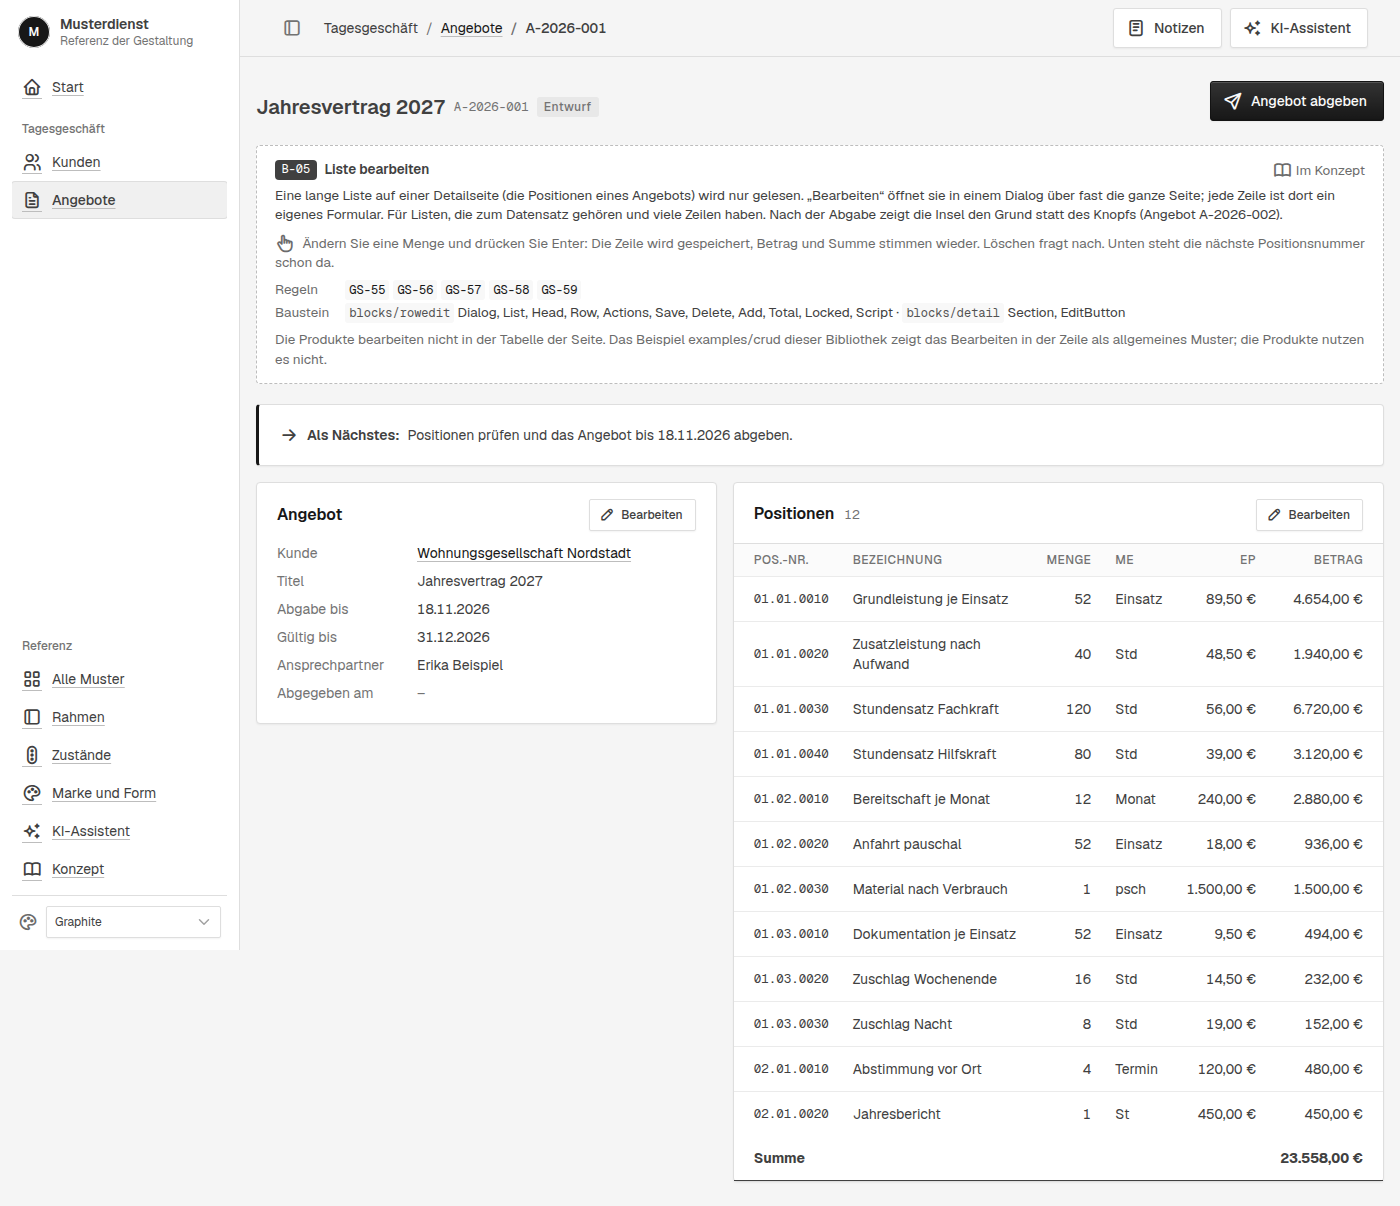 M
Musterdienst
Referenz der Gestaltung
Start
Tagesgeschäft
Kunden
Angebote
Referenz
Alle Muster
Rahmen
Zustände
Marke und Form
KI-Assistent
Konzept
Graphite
Tagesgeschäft / Angebote / A-2026-001
Notizen
KI-Assistent
Jahresvertrag 2027 A-2026-001 Entwurf
Angebot abgeben
B-05 Liste bearbeiten
Im Konzept
Eine lange Liste auf einer Detailseite (die Positionen eines Angebots) wird nur gelesen. „Bearbeiten“ öffnet sie in einem Dialog über fast die ganze Seite; jede Zeile ist dort ein
eigenes Formular. Für Listen, die zum Datensatz gehören und viele Zeilen haben. Nach der Abgabe zeigt die Insel den Grund statt des Knopfs (Angebot A-2026-002).
Ändern Sie eine Menge und drücken Sie Enter: Die Zeile wird gespeichert, Betrag und Summe stimmen wieder. Löschen fragt nach. Unten steht die nächste Positionsnummer
schon da.
Regeln GS-55 GS-56 GS-57 GS-58 GS-59
Baustein blocks/rowedit Dialog, List, Head, Row, Actions, Save, Delete, Add, Total, Locked, Script · blocks/detail Section, EditButton
Die Produkte bearbeiten nicht in der Tabelle der Seite. Das Beispiel examples/crud dieser Bibliothek zeigt das Bearbeiten in der Zeile als allgemeines Muster; die Produkte nutzen
es nicht.
Als Nächstes: Positionen prüfen und das Angebot bis 18.11.2026 abgeben.
Angebot
Bearbeiten
Kunde Wohnungsgesellschaft Nordstadt
Titel Jahresvertrag 2027
Abgabe bis 18.11.2026
Gültig bis 31.12.2026
Ansprechpartner Erika Beispiel
Abgegeben am –
Positionen 12
Bearbeiten
POS.-NR. BEZEICHNUNG MENGE ME EP BETRAG
01.01.0010 Grundleistung je Einsatz 52 Einsatz 89,50 € 4.654,00 €
01.01.0020 Zusatzleistung nach Aufwand 40 Std 48,50 € 1.940,00 €
01.01.0030 Stundensatz Fachkraft 120 Std 56,00 € 6.720,00 €
01.01.0040 Stundensatz Hilfskraft 80 Std 39,00 € 3.120,00 €
01.02.0010 Bereitschaft je Monat 12 Monat 240,00 € 2.880,00 €
01.02.0020 Anfahrt pauschal 52 Einsatz 18,00 € 936,00 €
01.02.0030 Material nach Verbrauch 1 psch 1.500,00 € 1.500,00 €
01.03.0010 Dokumentation je Einsatz 52 Einsatz 9,50 € 494,00 €
01.03.0020 Zuschlag Wochenende 16 Std 14,50 € 232,00 €
01.03.0030 Zuschlag Nacht 8 Std 19,00 € 152,00 €
02.01.0010 Abstimmung vor Ort 4 Termin 120,00 € 480,00 €
02.01.0020 Jahresbericht 1 St 450,00 € 450,00 €
Summe 23.558,00 €